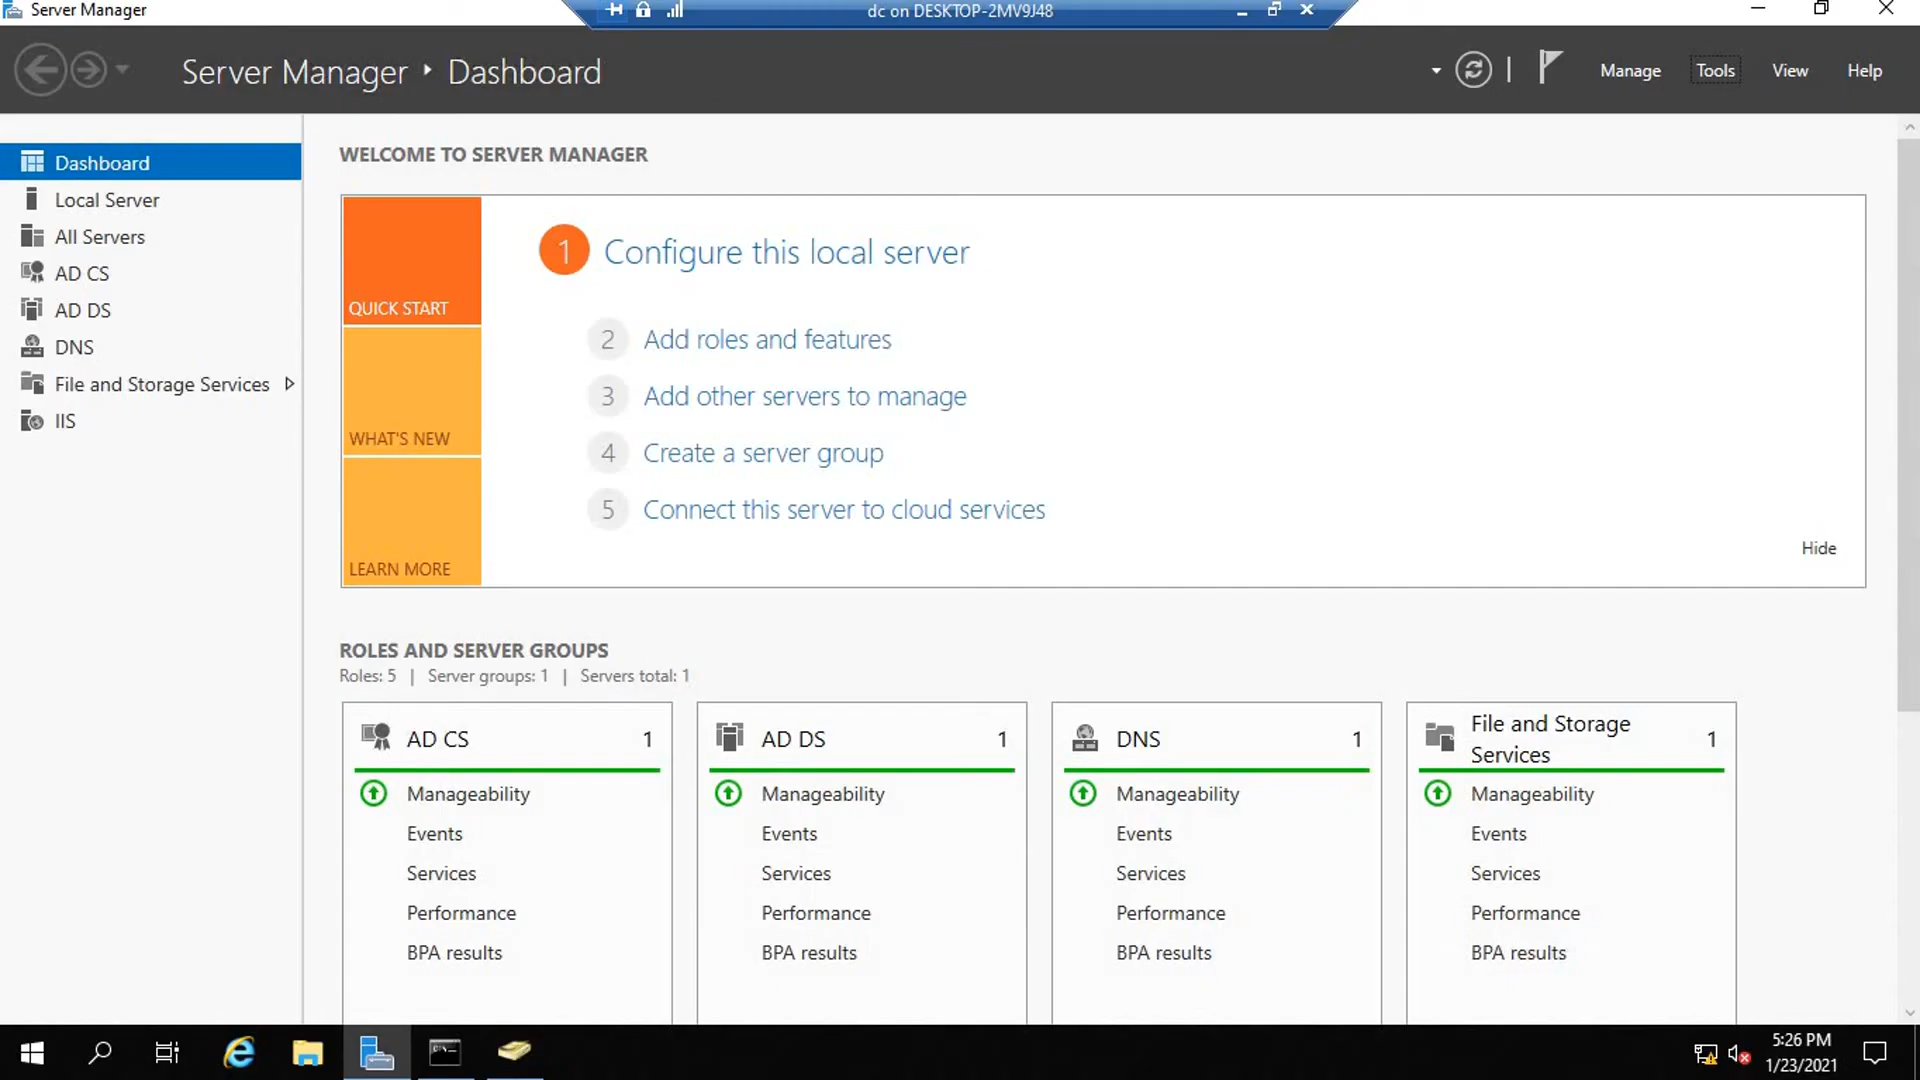 Server Manager
dc on DESKTOP-2MV9J48
Server Manager ‣ Dashboard
Manage
Tools
View
Help
Dashboard
Local Server
All Servers
AD CS
AD DS
DNS
File and Storage Services
IIS
WELCOME TO SERVER MANAGER
QUICK START
WHAT'S NEW
LEARN MORE
1 Configure this local server
2 Add roles and features
3 Add other servers to manage
4 Create a server group
5 Connect this server to cloud services
Hide
ROLES AND SERVER GROUPS
Roles: 5 | Server groups: 1 | Servers total: 1
AD CS 1
Manageability
Events
Services
Performance
BPA results
AD DS 1
Manageability
Events
Services
Performance
BPA results
DNS 1
Manageability
Events
Services
Performance
BPA results
File and Storage
Services 1
Manageability
Events
Services
Performance
BPA results
5:26 PM
1/23/2021